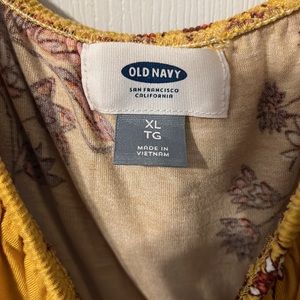 OLD NAVY
SAN FRANCISCO
CALIFORNIA
XL
TG
MADE IN
VIETNAM